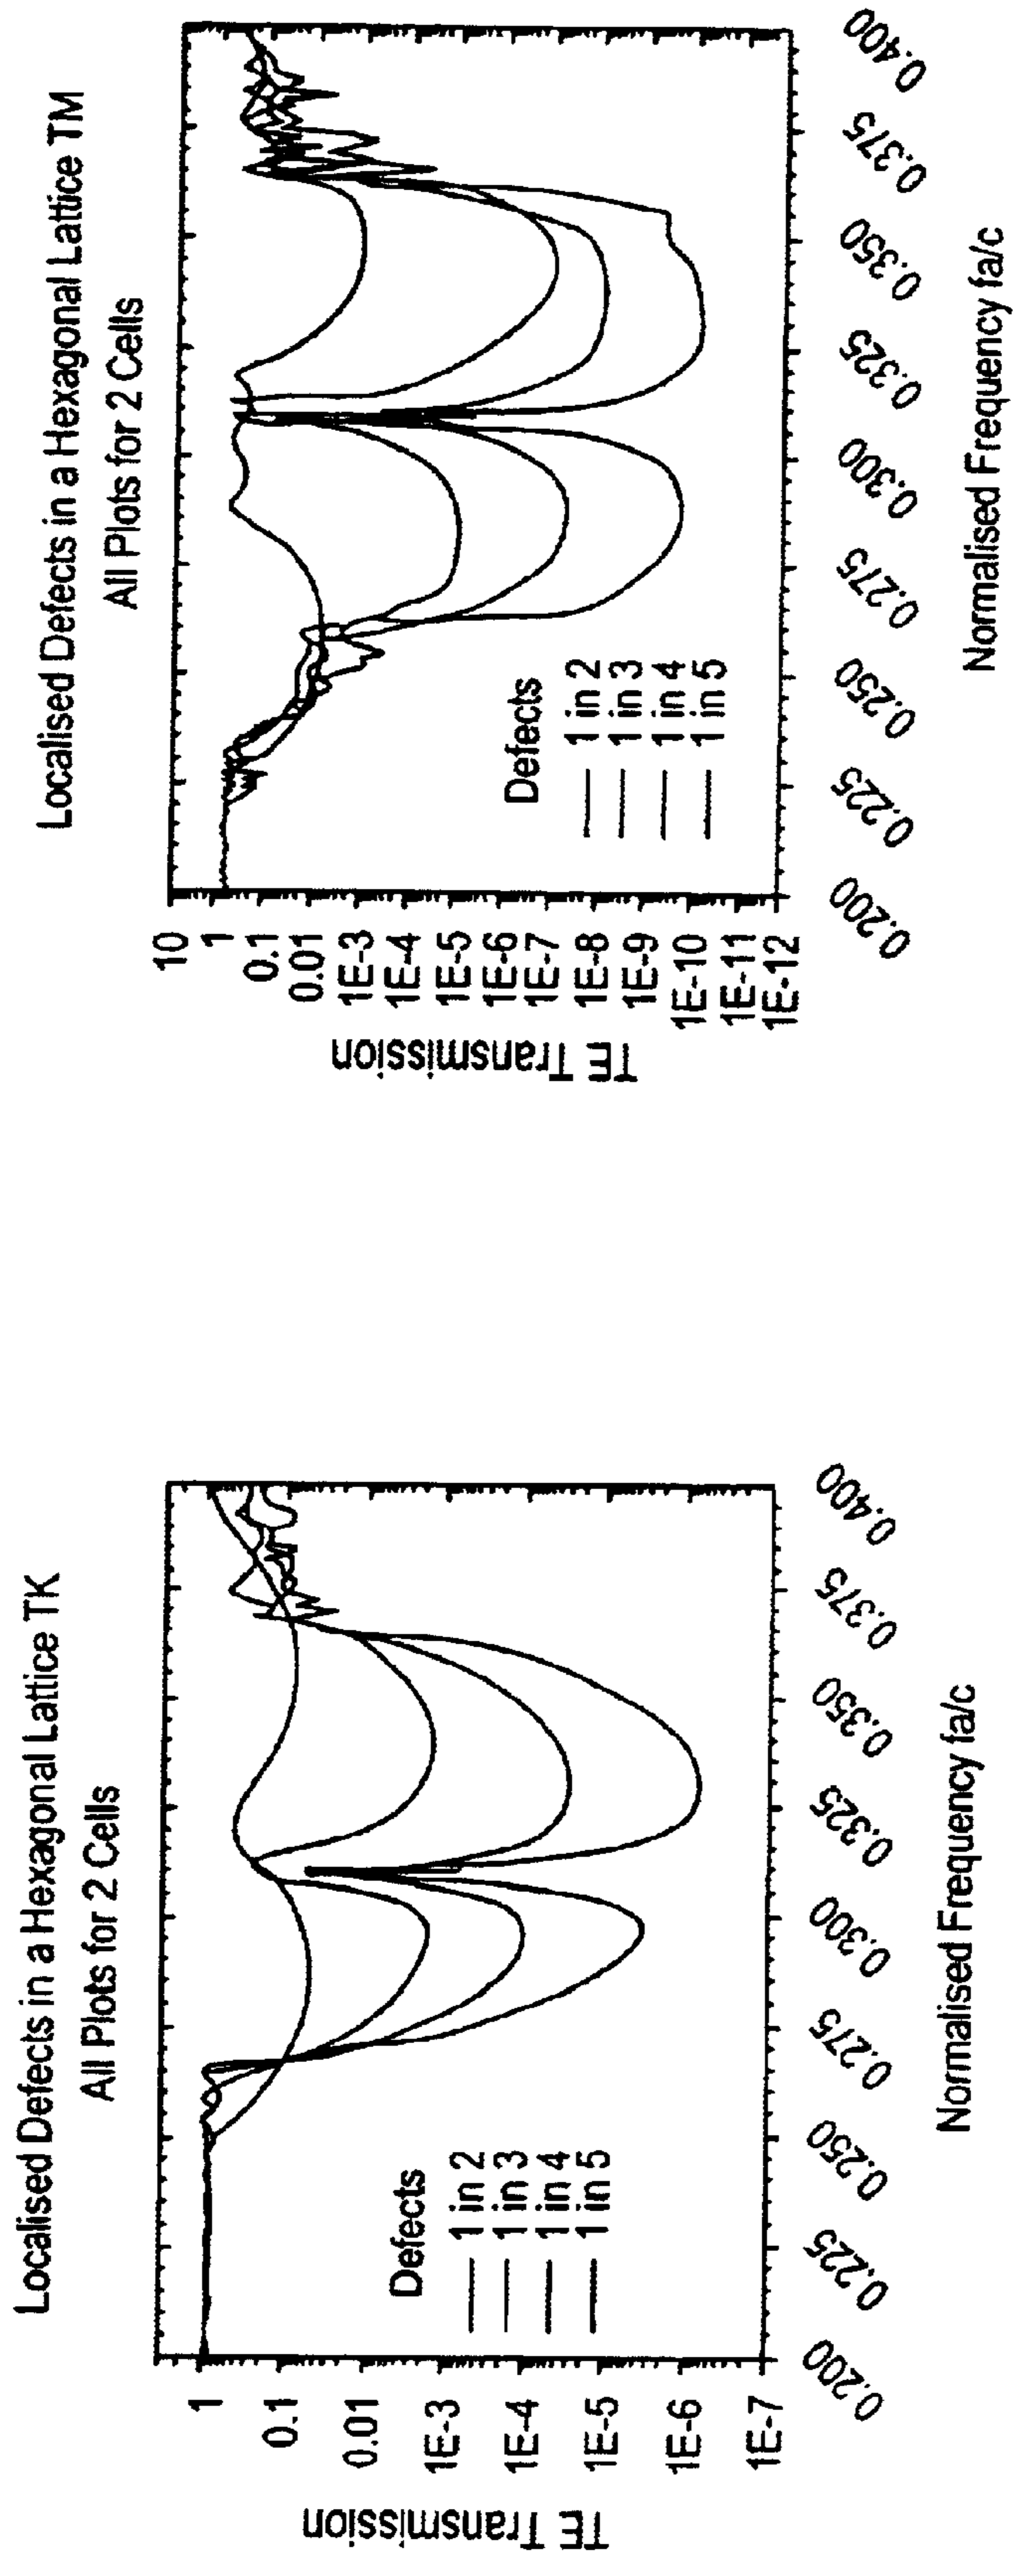 Localised Defects in a Hexagonal Lattice TK
All Plots for 2 Cells
TE Transmission
1
0.1
0.01
1E-3
1E-4
1E-5
1E-6
1E-7
Defects
1 in 2
1 in 3
1 in 4
1 in 5
0.200
0.225
0.250
0.275
0.300
0.325
0.350
0.375
0.400
Normalised Frequency fa/c
Localised Defects in a Hexagonal Lattice TM
All Plots for 2 Cells
TE Transmission
10
1
0.1
0.01
1E-3
1E-4
1E-5
1E-6
1E-7
1E-8
1E-9
1E-10
1E-11
1E-12
Defects
1 in 2
1 in 3
1 in 4
1 in 5
0.200
0.225
0.250
0.275
0.300
0.325
0.350
0.375
0.400
Normalised Frequency fa/c